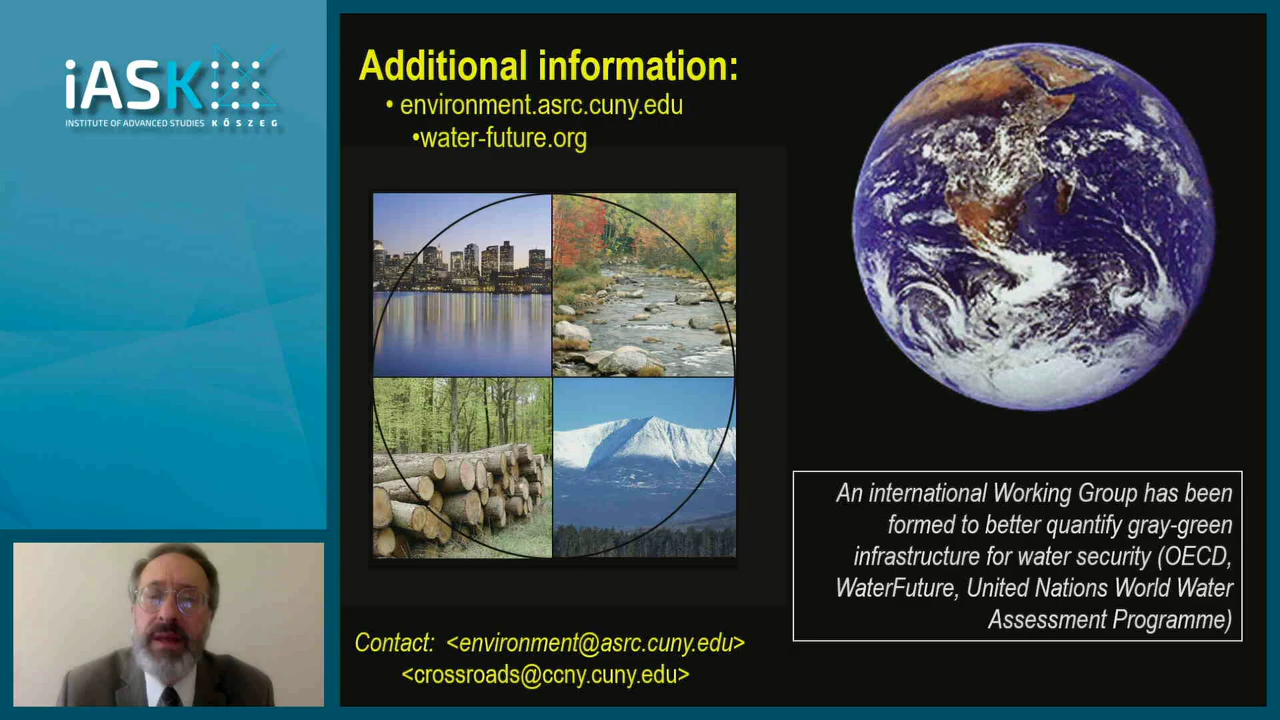 iASK
INSTITUTE OF ADVANCED STUDIES KŐSZEG
Additional information:
• environment.asrc.cuny.edu
•water-future.org
An international Working Group has been
formed to better quantify gray-green
infrastructure for water security (OECD,
WaterFuture, United Nations World Water
Assessment Programme)
Contact: <environment@asrc.cuny.edu>
<crossroads@ccny.cuny.edu>